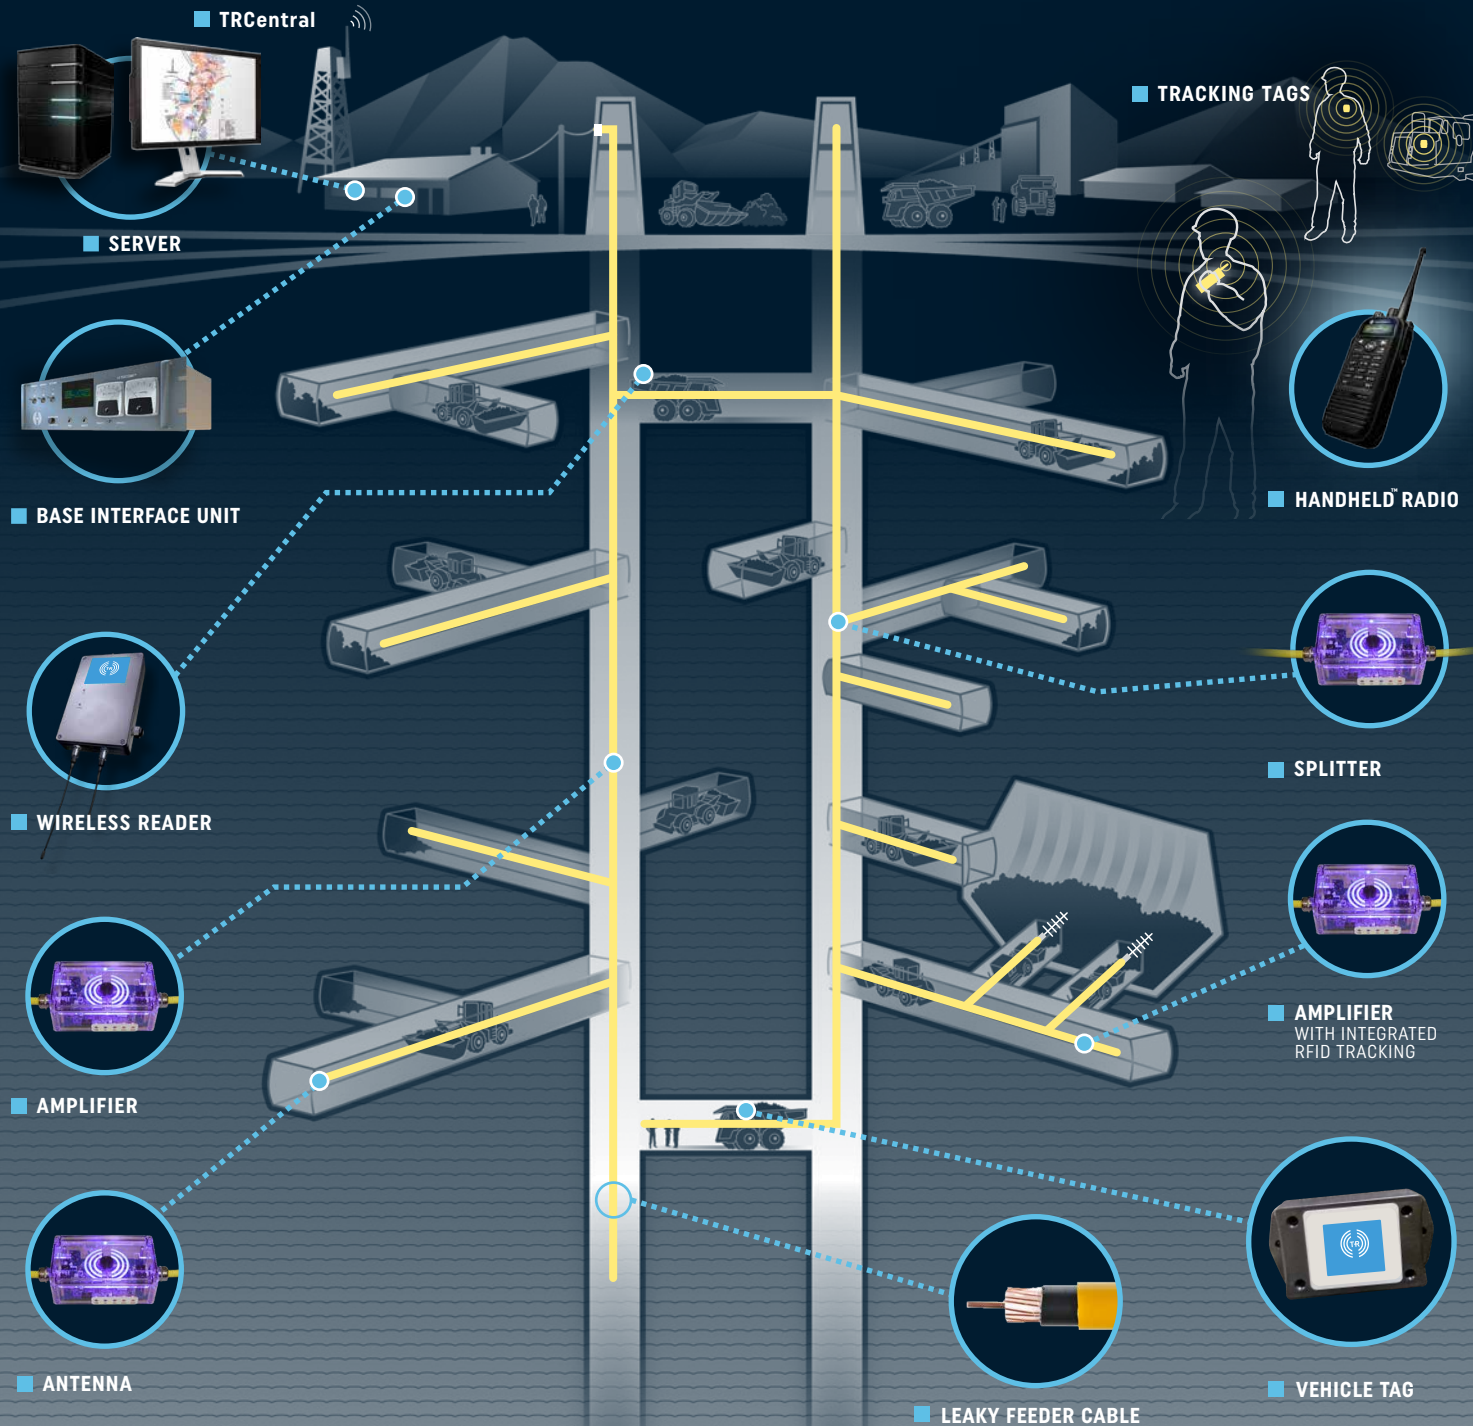 TRCentral
TRACKING TAGS
SERVER
BASE INTERFACE UNIT
HANDHELD™ RADIO
SPLITTER
WIRELESS READER
AMPLIFIER
WITH INTEGRATED
RFID TRACKING
AMPLIFIER
ANTENNA
VEHICLE TAG
LEAKY FEEDER CABLE